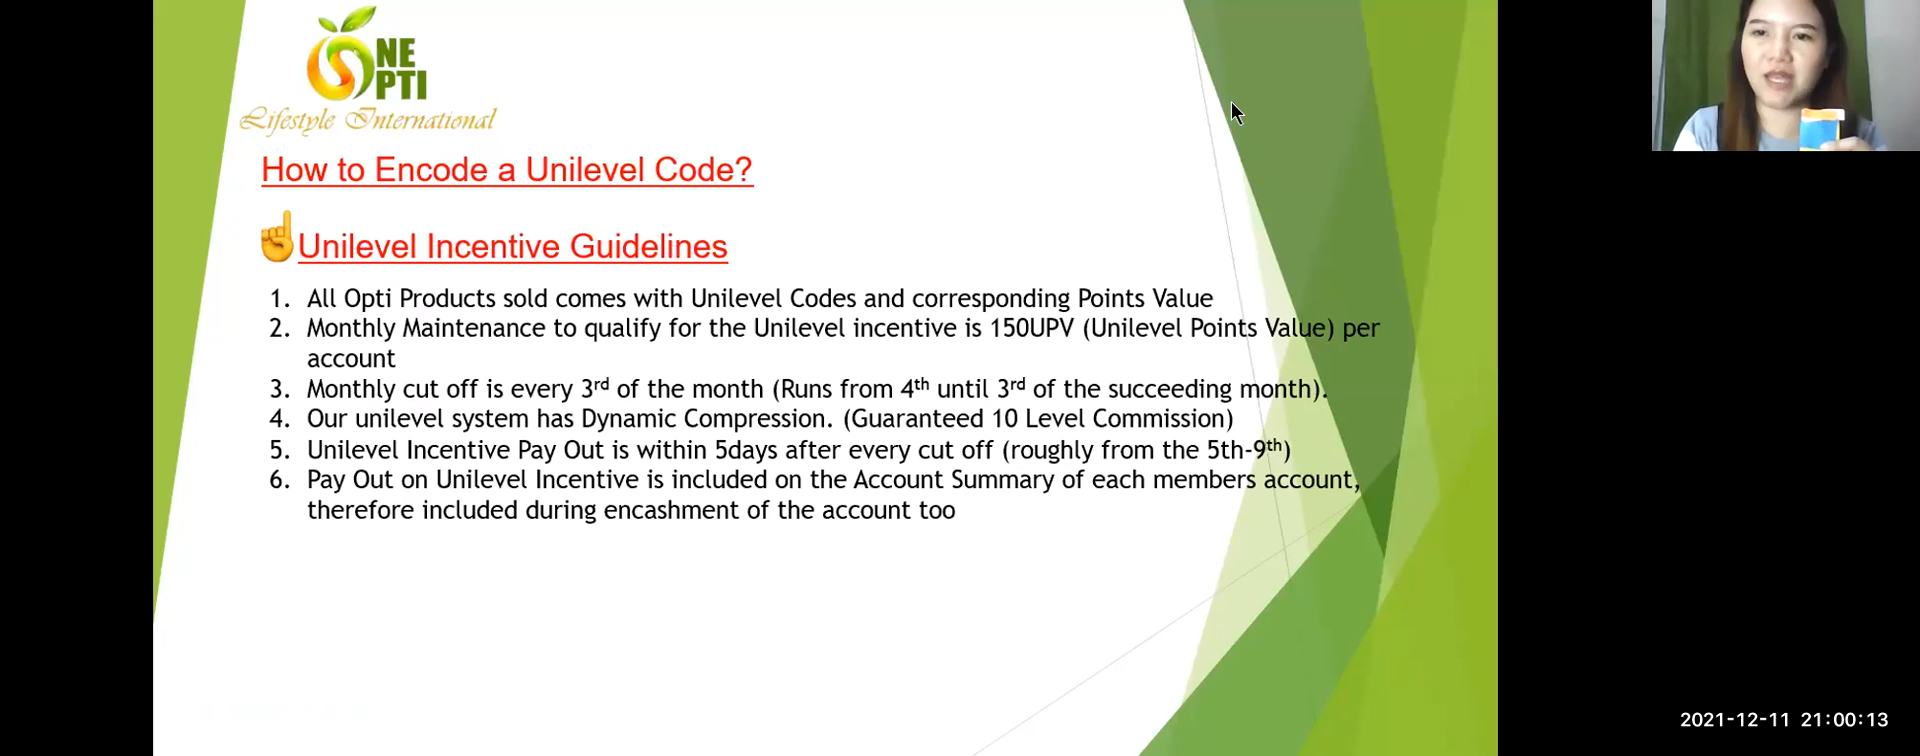 NE
PTI
Lifestyle International
How to Encode a Unilevel Code?
Unilevel Incentive Guidelines
1. All Opti Products sold comes with Unilevel Codes and corresponding Points Value
2. Monthly Maintenance to qualify for the Unilevel incentive is 150UPV (Unilevel Points Value) per
account
3. Monthly cut off is every 3rd of the month (Runs from 4th until 3rd of the succeeding month).
4. Our unilevel system has Dynamic Compression. (Guaranteed 10 Level Commission)
5. Unilevel Incentive Pay Out is within 5days after every cut off (roughly from the 5th-9th)
6. Pay Out on Unilevel Incentive is included on the Account Summary of each members account,
therefore included during encashment of the account too
2021-12-11 21:00:13